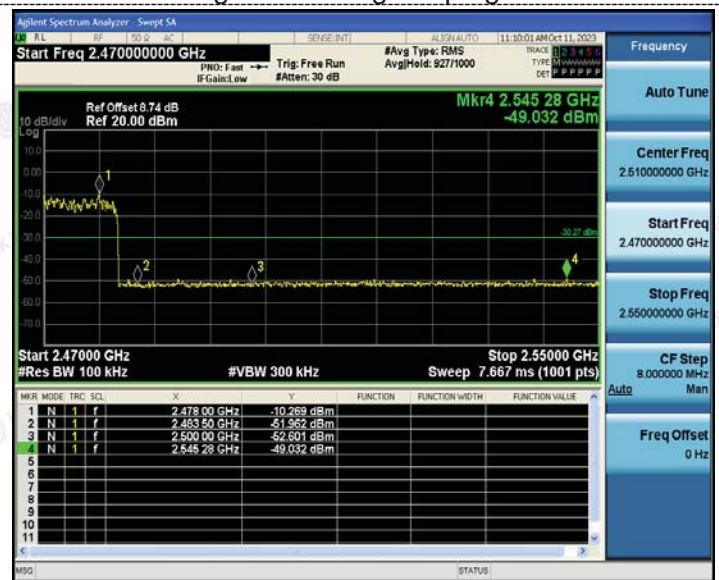 Agilent Spectrum Analyzer - Swept SA
RL RF 50 Ω AC SENSE:INT ALIGN AUTO 11:10:01 AM Oct 11, 2023
Start Freq 2.470000000 GHz
PNO: Fast Trig: Free Run
IFGain:Low #Atten: 30 dB
#Avg Type: RMS
Avg|Hold: 927/1000
TRACE 1 2 3 4 5 6
TYPE M W W W W W
DET P P P P P P
Ref Offset 8.74 dB
10 dB/div Ref 20.00 dBm
Log
Mkr4 2.545 28 GHz
-49.032 dBm
10.0
0.00
-10.0
-20.0
-30.0
-40.0
-50.0
-60.0
-70.0
1
2
3
4
-30.27 dBm
Start 2.47000 GHz Stop 2.55000 GHz
#Res BW 100 kHz #VBW 300 kHz Sweep 7.667 ms (1001 pts)
MKR MODE TRC SCL X Y FUNCTION FUNCTION WIDTH FUNCTION VALUE
1 N 1 f 2.478 00 GHz -10.269 dBm
2 N 1 f 2.483 50 GHz -51.962 dBm
3 N 1 f 2.500 00 GHz -52.601 dBm
4 N 1 f 2.545 28 GHz -49.032 dBm
5
6
7
8
9
10
11
MSG STATUS
Frequency
Auto Tune
Center Freq
2.510000000 GHz
Start Freq
2.470000000 GHz
Stop Freq
2.550000000 GHz
CF Step
8.000000 MHz
Auto Man
Freq Offset
0 Hz